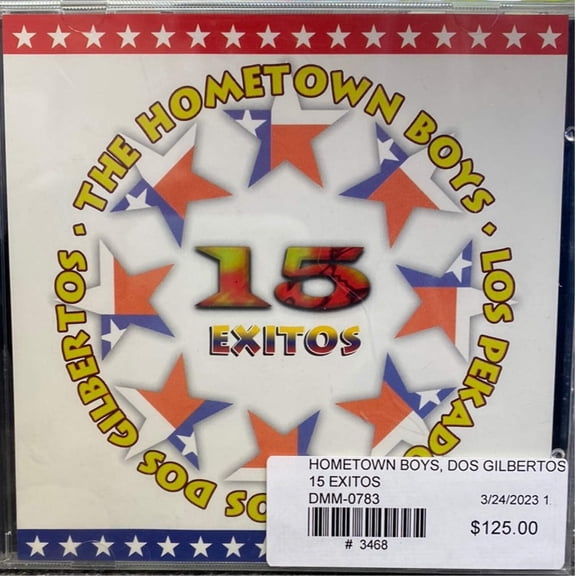 THE HOMETOWN BOYS · LOS PEKADO
LOS DOS GILBERTOS ·
15
EXITOS
HOMETOWN BOYS, DOS GILBERTOS
15 EXITOS
DMM-0783
3/24/2023 1.
# 3468
$125.00